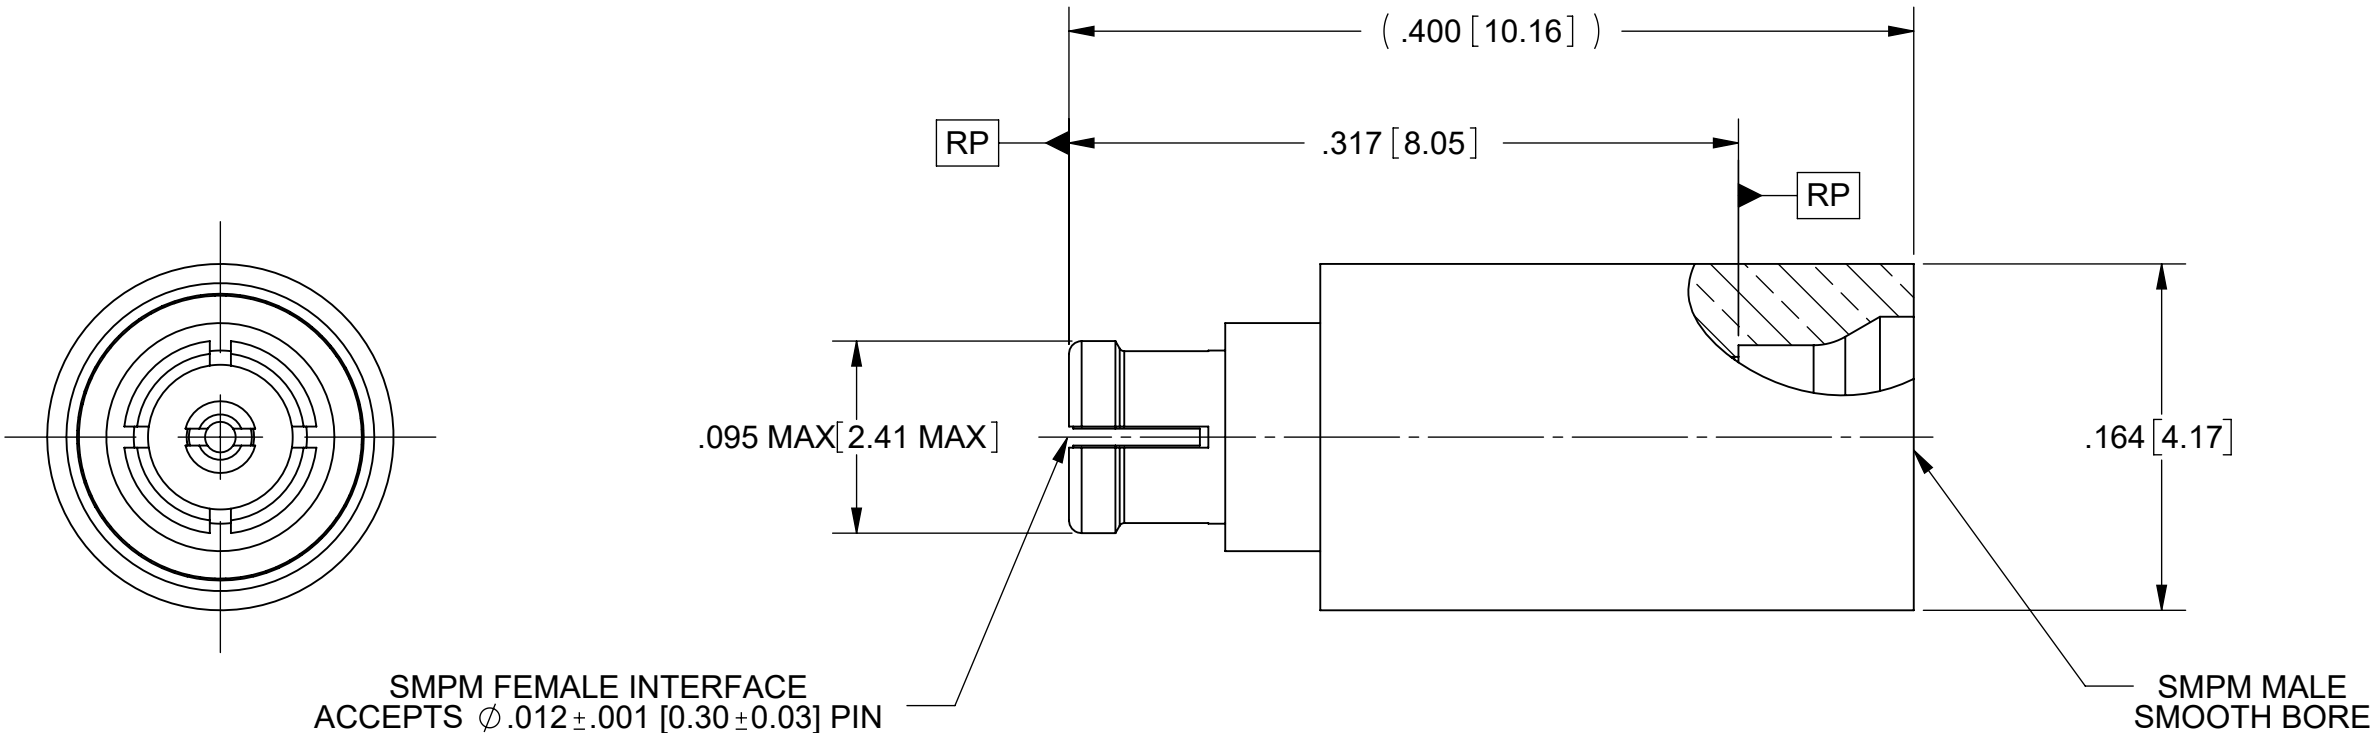 ( .400 [10.16] )
RP
.317 [8.05]
RP
.095 MAX[2.41 MAX]
.164 [4.17]
SMPM FEMALE INTERFACE
ACCEPTS ∅.012±.001 [0.30±0.03] PIN
SMPM MALE
SMOOTH BORE